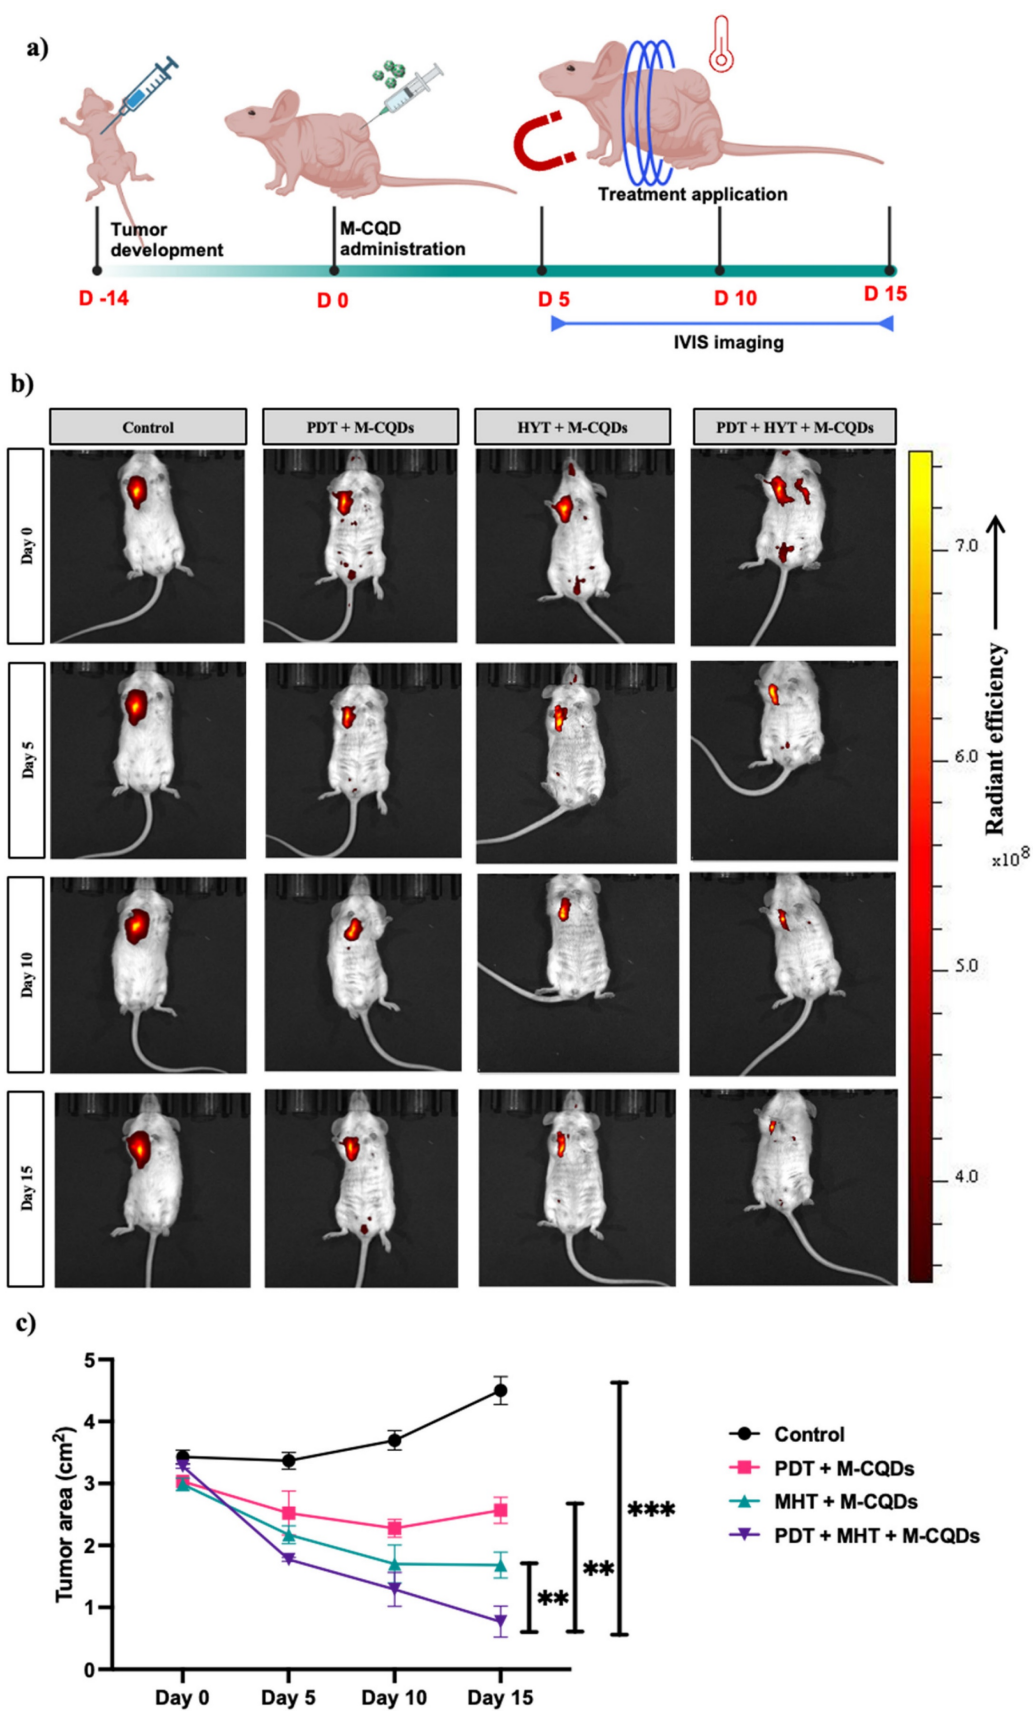 a)
Treatment application
Tumor
development
M-CQD
administration
D -14
D 0
D 5
D 10
D 15
IVIS imaging
b)
Control
PDT + M-CQDs
HYT + M-CQDs
PDT + HYT + M-CQDs
Day 0
Day 5
Day 10
Day 15
7.0
6.0
5.0
4.0
Radiant efficiency
x10⁸
c)
Tumor area (cm²)
5
4
3
2
1
0
Day 0
Day 5
Day 10
Day 15
**
**
***
Control
PDT + M-CQDs
MHT + M-CQDs
PDT + MHT + M-CQDs